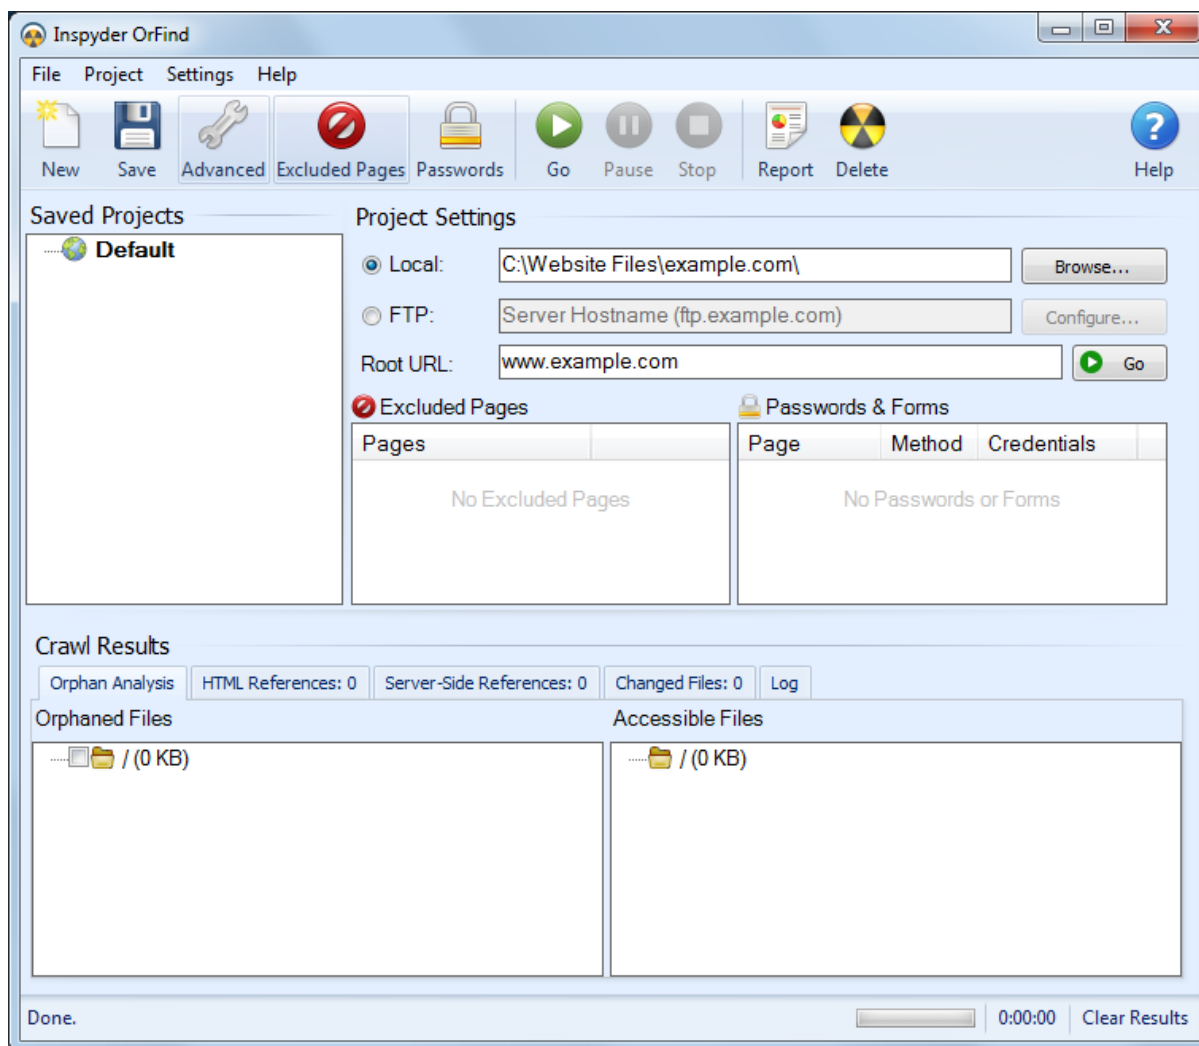 Inspyder OrFind
File Project Settings Help
New Save Advanced Excluded Pages Passwords Go Pause Stop Report Delete Help
Saved Projects
Default
Project Settings
Local: C:\Website Files\example.com\ Browse...
FTP: Server Hostname (ftp.example.com) Configure...
Root URL: www.example.com Go
Excluded Pages
Pages
No Excluded Pages
Passwords & Forms
Page Method Credentials
No Passwords or Forms
Crawl Results
Orphan Analysis HTML References: 0 Server-Side References: 0 Changed Files: 0 Log
Orphaned Files
/ (0 KB)
Accessible Files
/ (0 KB)
Done. 0:00:00 Clear Results